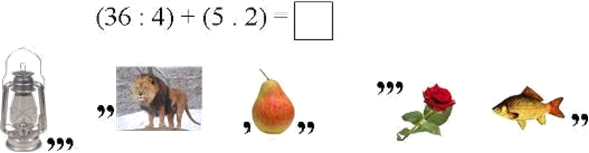 (36 : 4) + (5 . 2) =
,,, ,, , ,, ,,, ,,